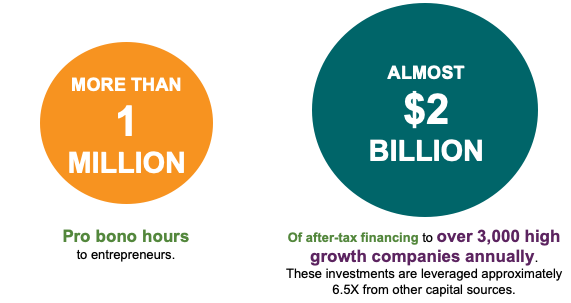 MORE THAN
1
MILLION
Pro bono hours
to entrepreneurs.
ALMOST
$2
BILLION
Of after-tax financing to over 3,000 high
growth companies annually.
These investments are leveraged approximately
6.5X from other capital sources.